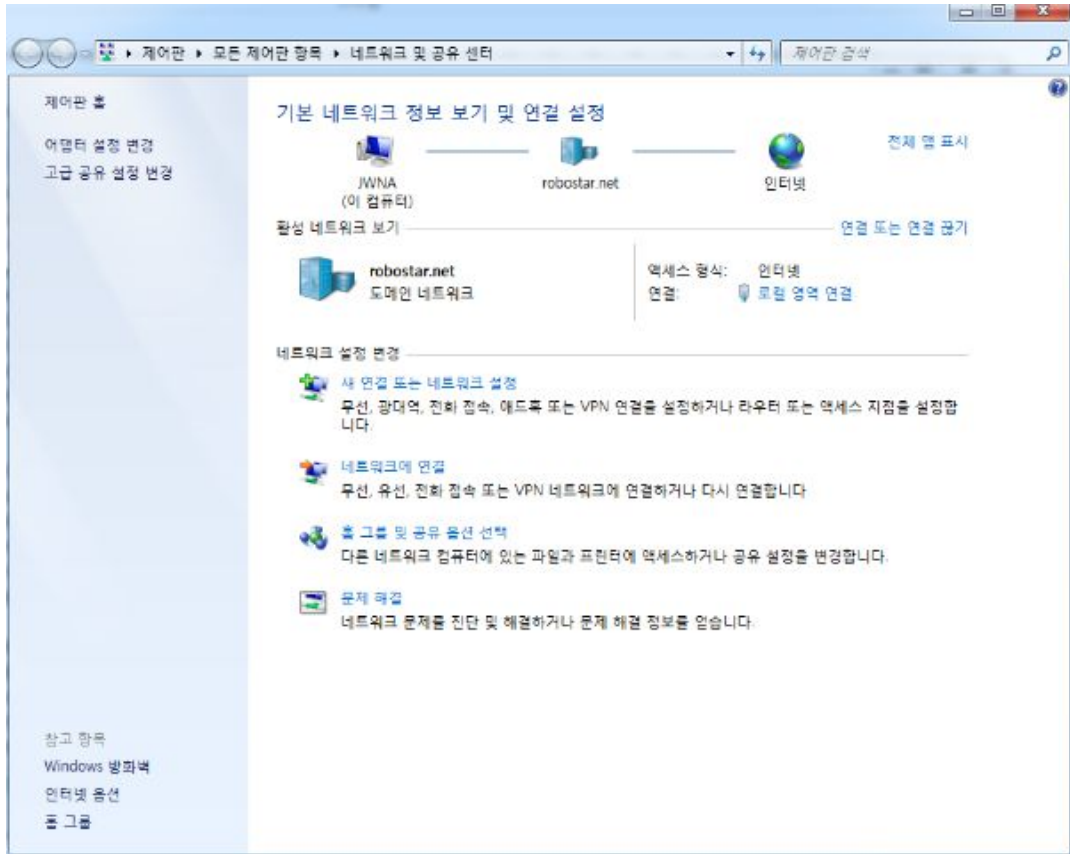 제어판 ▸ 모든 제어판 항목 ▸ 네트워크 및 공유 센터
제어판 검색
제어판 홈
어댑터 설정 변경
고급 공유 설정 변경
기본 네트워크 정보 보기 및 연결 설정
전체 맵 표시
JWNA
(이 컴퓨터)
robostar.net
인터넷
활성 네트워크 보기
연결 또는 연결 끊기
robostar.net
도메인 네트워크
액세스 형식: 인터넷
연결: 로컬 영역 연결
네트워크 설정 변경
새 연결 또는 네트워크 설정
무선, 광대역, 전화 접속, 애드혹 또는 VPN 연결을 설정하거나 라우터 또는 액세스 지점을 설정합
니다.
네트워크에 연결
무선, 유선, 전화 접속 또는 VPN 네트워크에 연결하거나 다시 연결합니다.
홈 그룹 및 공유 옵션 선택
다른 네트워크 컴퓨터에 있는 파일과 프린터에 액세스하거나 공유 설정을 변경합니다.
문제 해결
네트워크 문제를 진단 및 해결하거나 문제 해결 정보를 얻습니다.
참고 항목
Windows 방화벽
인터넷 옵션
홈 그룹